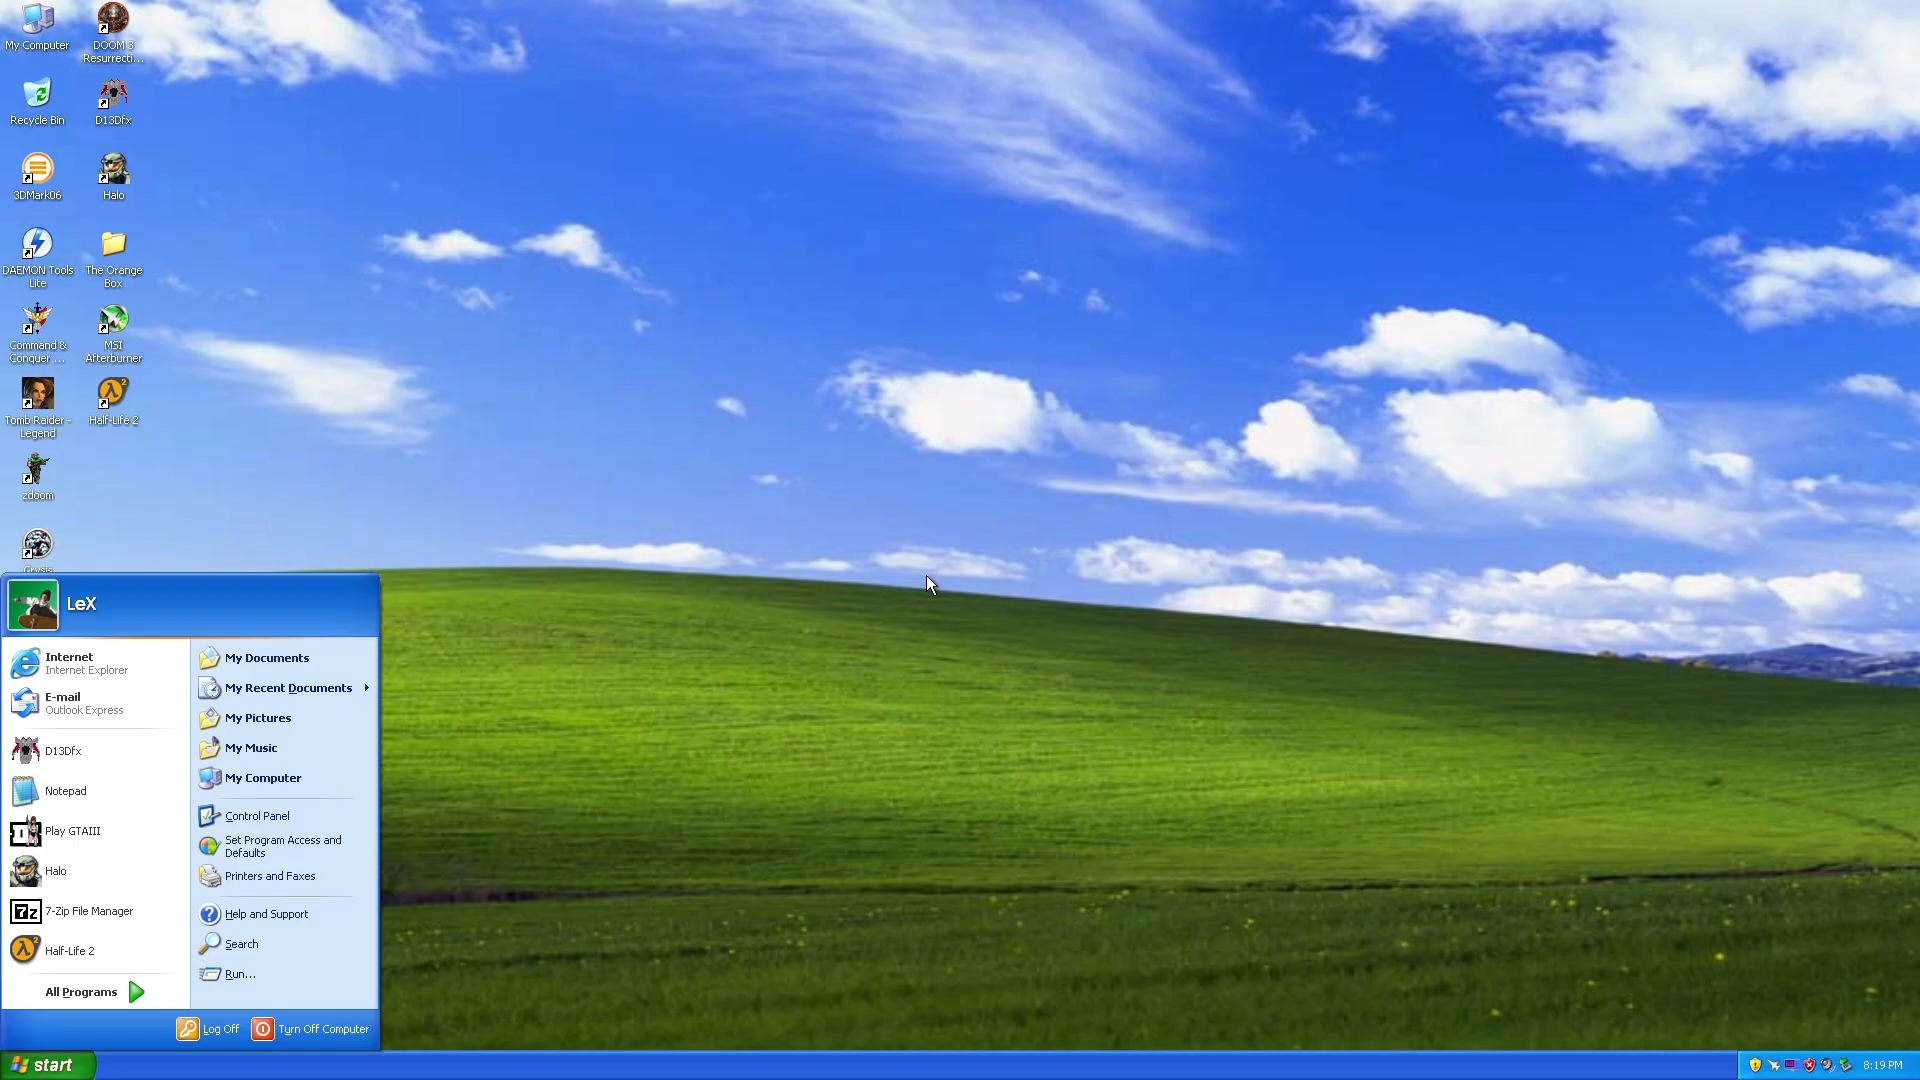 My Computer
DOOM 3
Resurrecti...
Recycle Bin
D13Dfx
3DMark06
Halo
DAEMON Tools
Lite
The Orange
Box
Command &
Conquer ...
MSI
Afterburner
Tomb Raider -
Legend
Half-Life 2
zdoom
Crysis
LeX
Internet
Internet Explorer
E-mail
Outlook Express
D13Dfx
Notepad
Play GTAIII
Halo
7z 7-Zip File Manager
Half-Life 2
All Programs
My Documents
My Recent Documents
My Pictures
My Music
My Computer
Control Panel
Set Program Access and
Defaults
Printers and Faxes
Help and Support
Search
Run...
Log Off
Turn Off Computer
start
8:19 PM